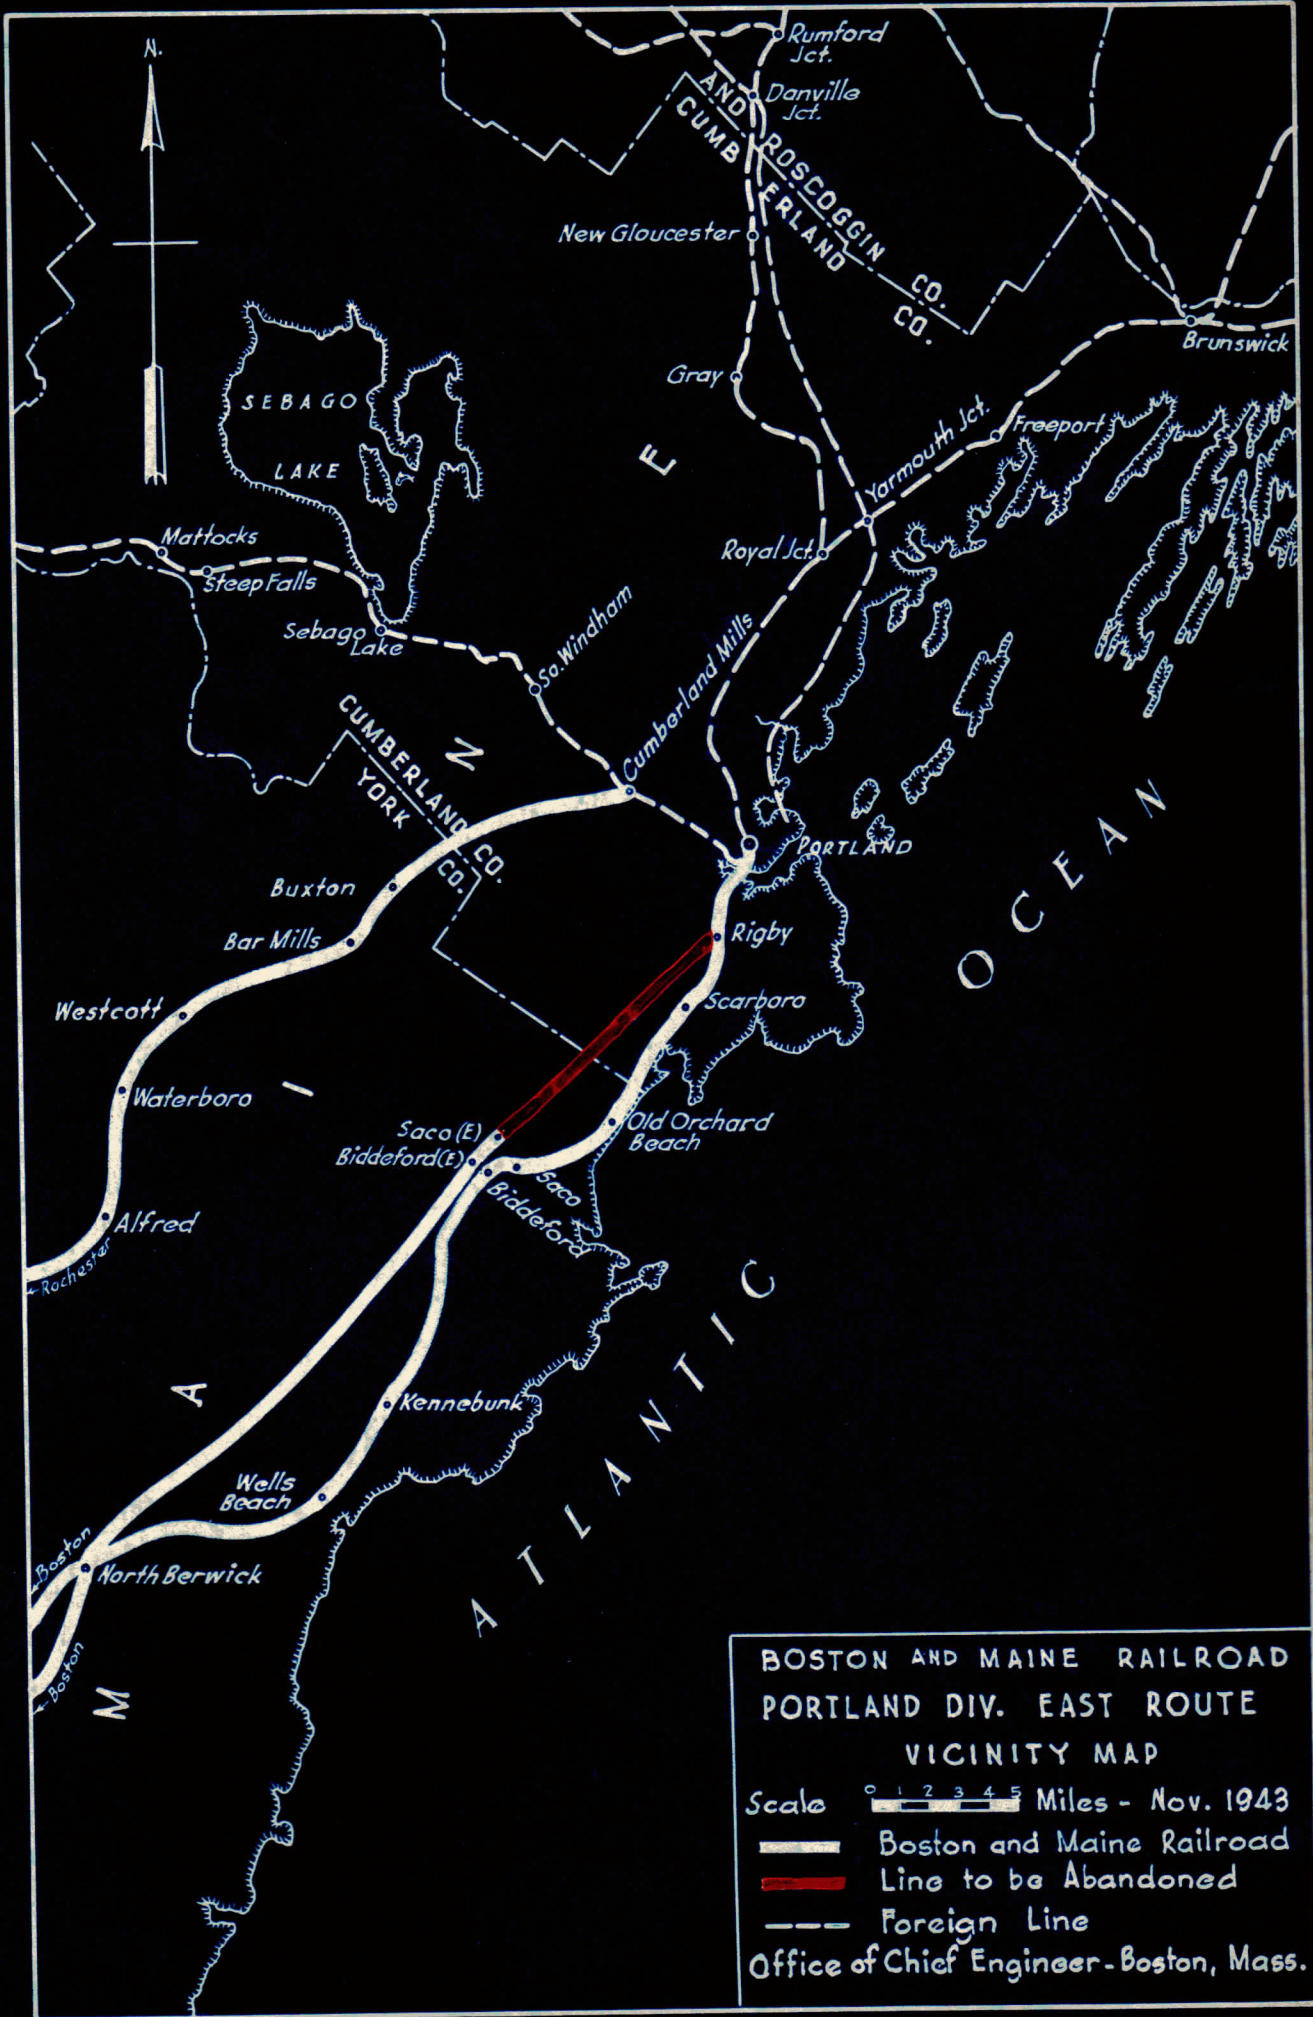 N.
Rumford
Jct.
Danville
Jct.
ANDROSCOGGIN CO.
CUMBERLAND CO.
New Gloucester
Brunswick
Gray
Freeport
Yarmouth Jct.
SEBAGO
LAKE
Mattocks
Steep Falls
Royal Jct.
Sebago
Lake
So. Windham
Cumberland Mills
CUMBERLAND CO.
YORK CO.
PORTLAND
Buxton
Bar Mills
Rigby
Westcott
Scarboro
Waterboro
Old Orchard
Beach
Saco (E)
Biddeford (E)
Saco
Biddeford
Alfred
Rochester
Kennebunk
Wells
Beach
Boston
North Berwick
Boston
MAINE
ATLANTIC OCEAN
BOSTON AND MAINE RAILROAD
PORTLAND DIV. EAST ROUTE
VICINITY MAP
Scale 0 1 2 3 4 5 Miles - Nov. 1943
Boston and Maine Railroad
Line to be Abandoned
Foreign Line
Office of Chief Engineer - Boston, Mass.